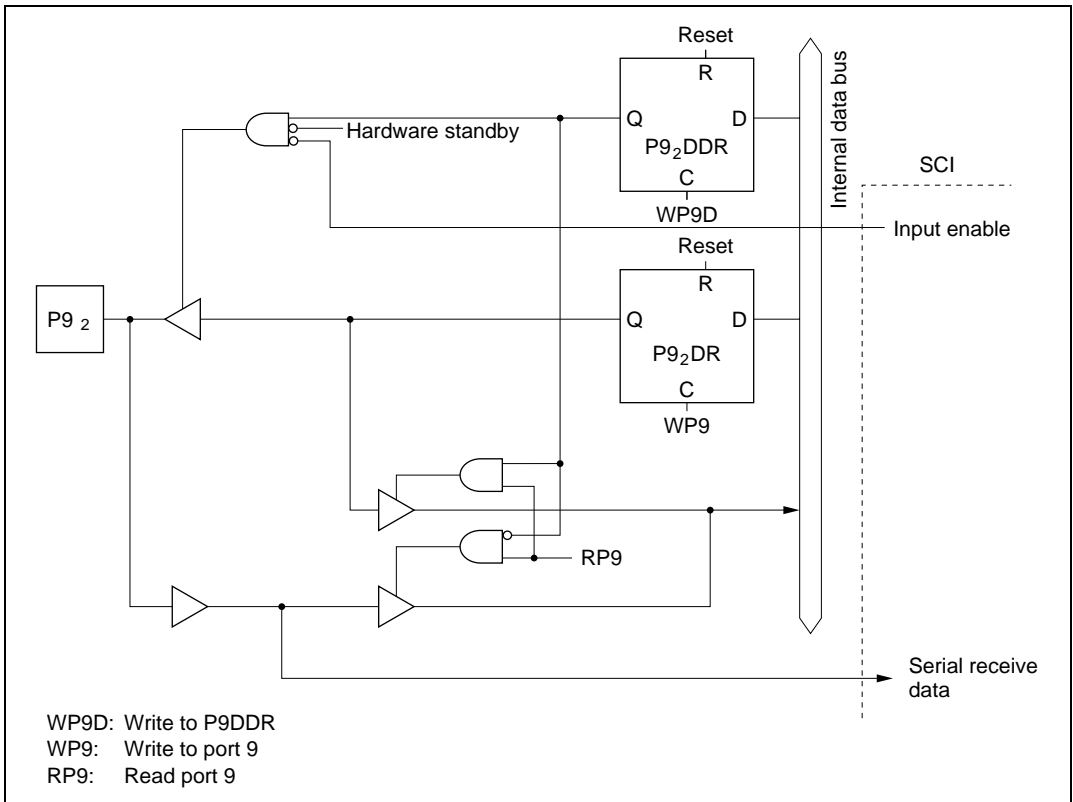 Reset
R
Q
D
P9₂DDR
C
WP9D
Hardware standby
Internal data bus
SCI
Input enable
Reset
R
Q
D
P9₂DR
C
WP9
P9 ₂
RP9
Serial receive
data
WP9D: Write to P9DDR
WP9: Write to port 9
RP9: Read port 9